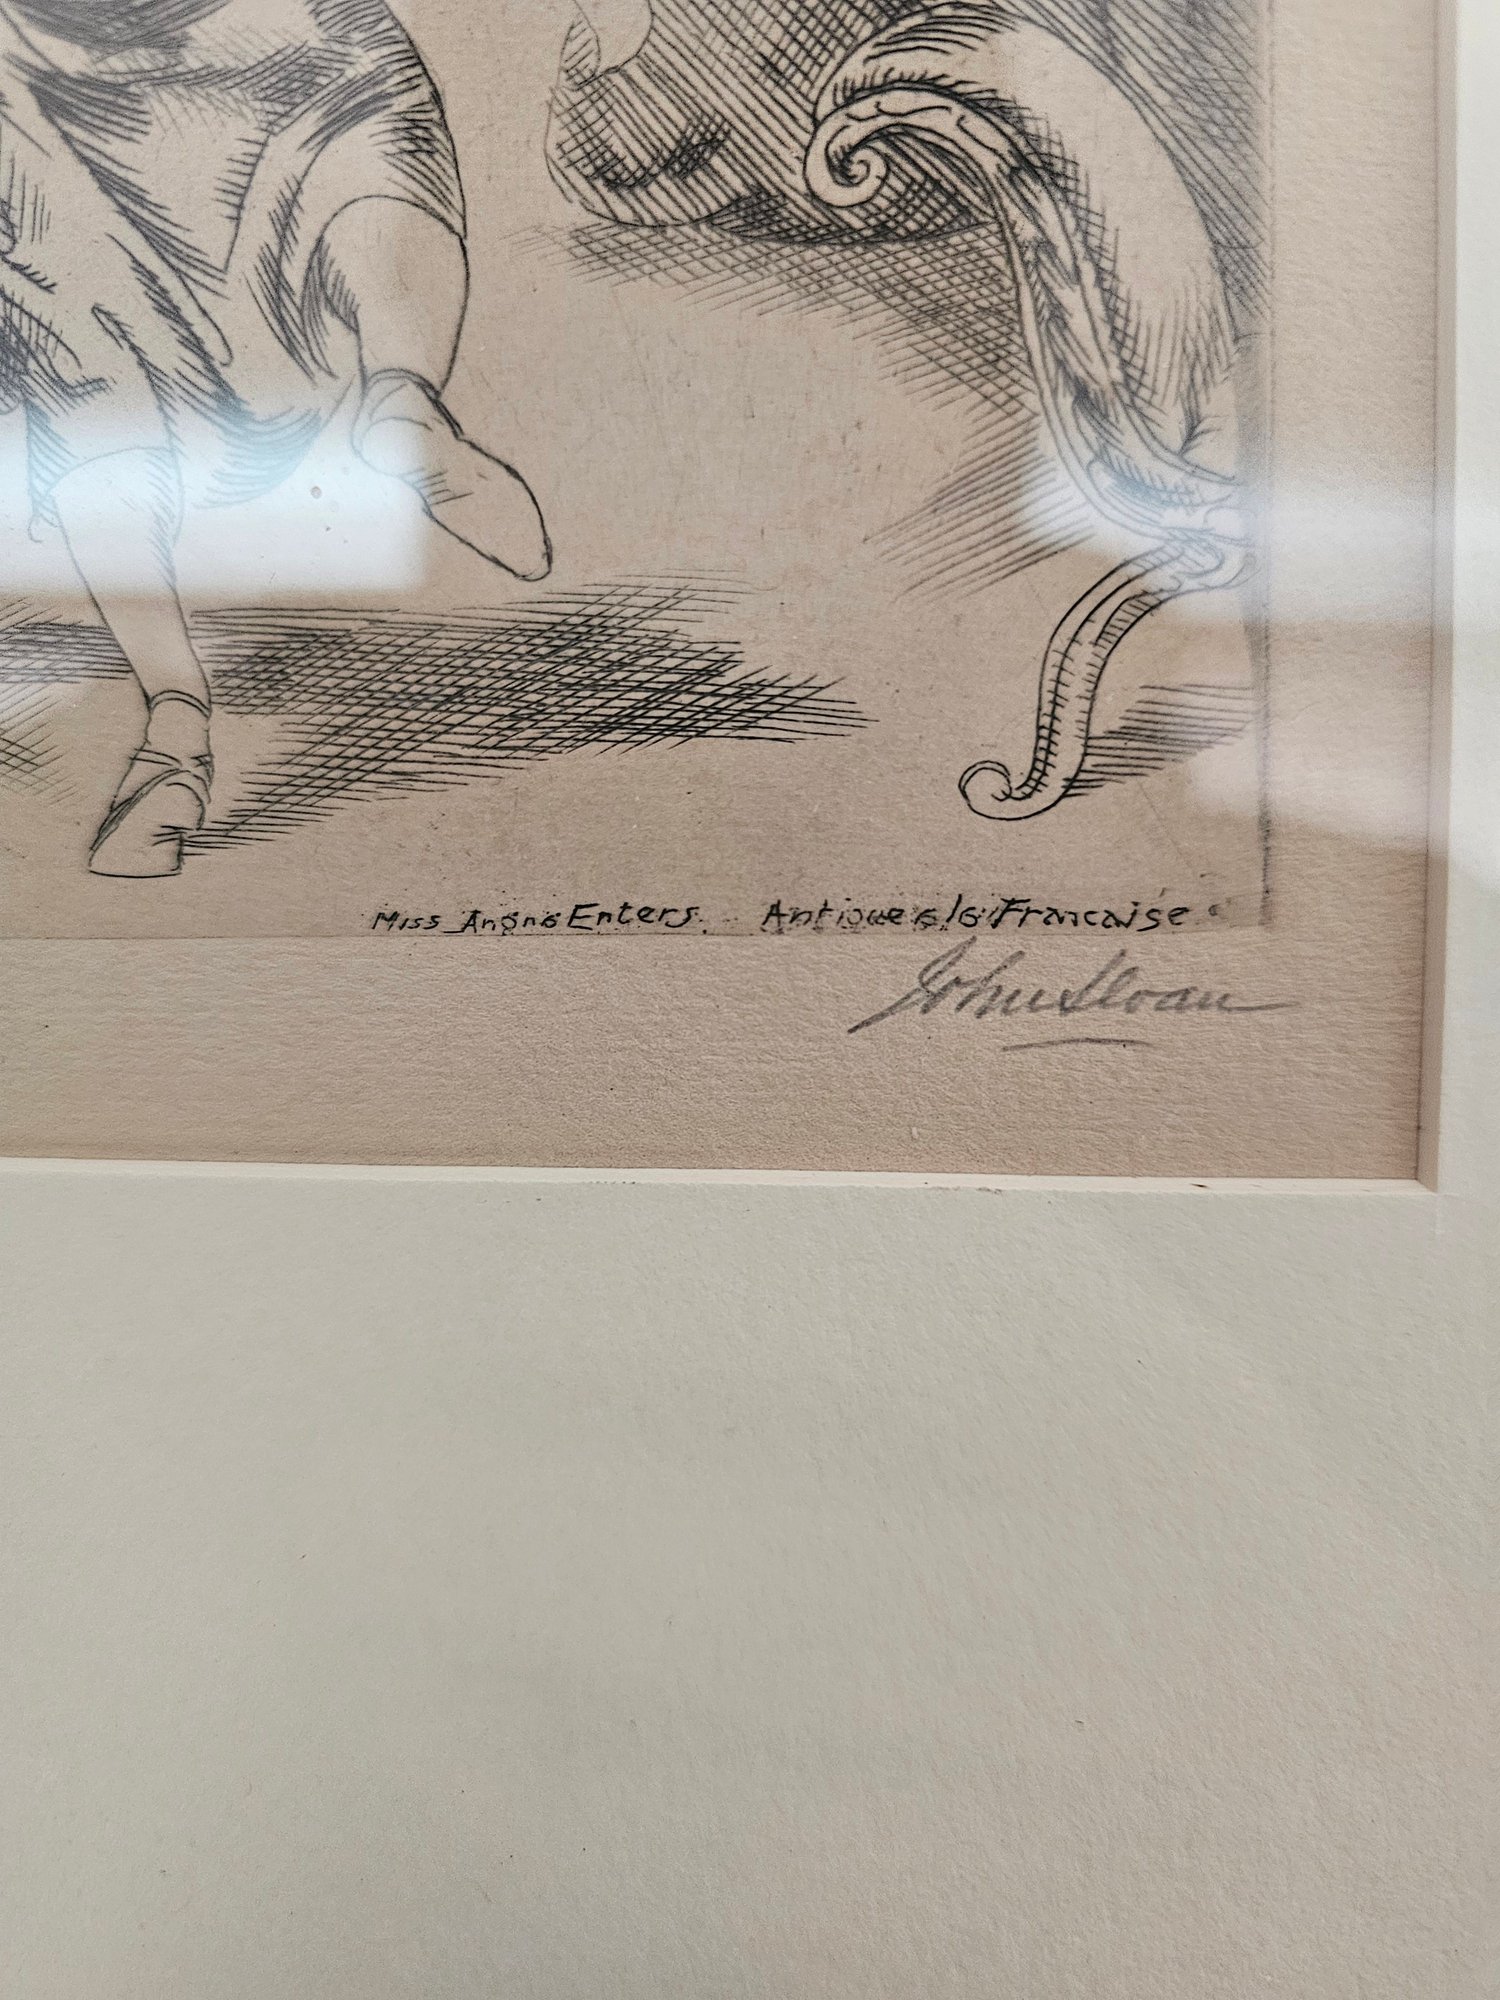 Miss Angna Enters. Antique à la Francaise
John Sloan